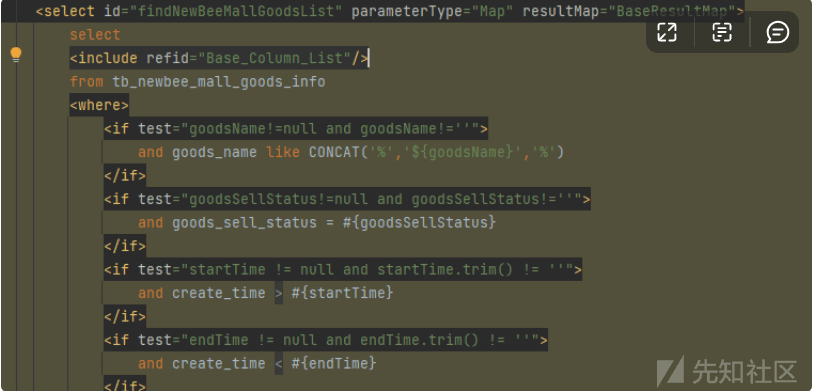 <select id="findNewBeeMallGoodsList" parameterType="Map" resultMap="BaseResultMap">
select
<include refid="Base_Column_List"/>
from tb_newbee_mall_goods_info
<where>
<if test="goodsName!=null and goodsName!=''">
and goods_name like CONCAT('%','${goodsName}','%')
</if>
<if test="goodsSellStatus!=null and goodsSellStatus!=''">
and goods_sell_status = #{goodsSellStatus}
</if>
<if test="startTime != null and startTime.trim() != ''">
and create_time > #{startTime}
</if>
<if test="endTime != null and endTime.trim() != ''">
and create_time < #{endTime}
</if>
先知社区